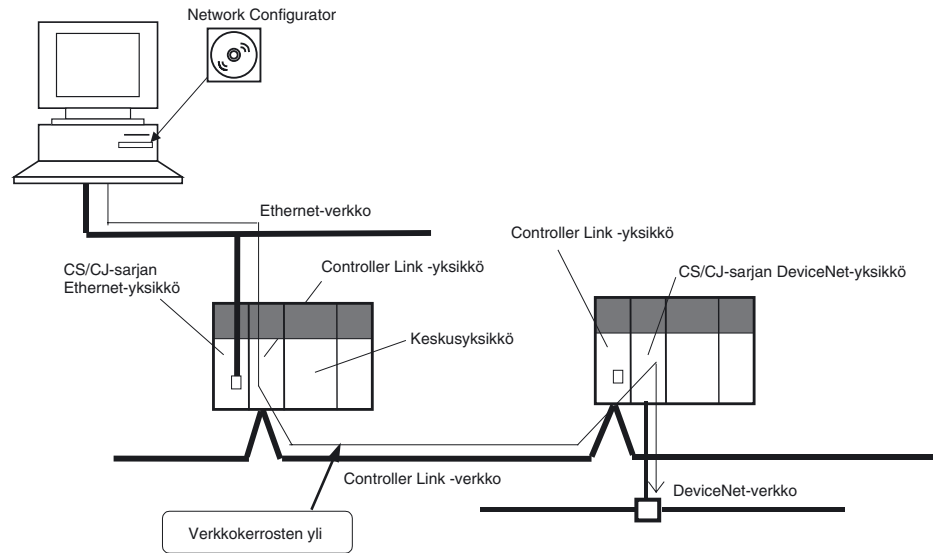 Network Configurator
Ethernet-verkko
Controller Link -yksikkö
CS/CJ-sarjan
Ethernet-yksikkö
Controller Link -yksikkö
CS/CJ-sarjan DeviceNet-yksikkö
Keskusyksikkö
Controller Link -verkko
DeviceNet-verkko
Verkkokerrosten yli